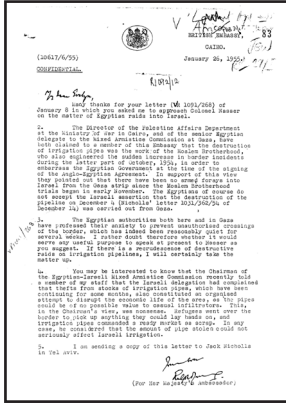 BRITISH EMBASSY,
CAIRO.
83
(10617/6/55)
January 26, 1955.
CONFIDENTIAL.
R1092/12
My dear Evelyn,
Many thanks for your letter (VR 1091/268) of
January 8 in which you asked me to approach Colonel Nasser
on the matter of Egyptian raids into Israel.
2. The Director of the Palestine Affairs Department
at the Ministry of War in Cairo, and of the senior Egyptian
delegate to the Mixed Armistice Commission at Gaza, have
both claimed to a member of this Embassy that the destruction
of irrigation pipes was the work of the Moslem Brotherhood,
who also engineered the sudden increase in border incidents
during the latter part of October, 1954, in order to
embarrass the Egyptian Government at the time of the signing
of the Anglo-Egyptian Agreement. In support of this view
they pointed out that there have been no armed forays into
Israel from the Gaza strip since the Moslem Brotherhood
trials began in early November. The Egyptians of course do
not accept the Israeli assertion that the destruction of the
pipeline on December 4 (Nicholls' letter 1031/362/54 of
December 14) was carried out from Gaza.
3. The Egyptian authorities both here and in Gaza
have professed their anxiety to prevent unauthorised crossings
of the border, which has indeed been reasonably quiet for
several weeks. I rather doubt therefore whether it would
serve any useful purpose to speak at present to Nasser as
you suggest. If there is a recrudescence of destructive
raids on irrigation pipelines, I will certainly take the
matter up.
4. You may be interested to know that the Chairman of
the Egyptian-Israeli Mixed Armistice Commission recently told
a member of my staff that the Israeli delegation had complained
that thefts from stocks of irrigation pipes, which have been
continuing for some months, also constituted an organised
attempt to disrupt the economic life of the area, as the pipes
could be of no possible value to casual infiltrators. This,
in the Chairman's view, was nonsense. Refugees went over the
border to pick up anything they could lay hands on, and
irrigation pipes commanded a ready market as scrap. In any
case, he considered that the amount of pipe stolen could not
seriously affect Israeli irrigation.
5. I am sending a copy of this letter to Jack Nicholls
in Tel Aviv.
(For Her Majesty's Ambassador)